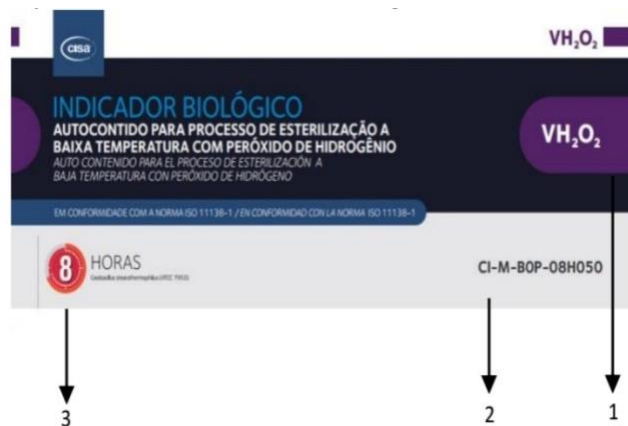 cisa
VH₂O₂
INDICADOR BIOLÓGICO
AUTOCONTIDO PARA PROCESSO DE ESTERILIZAÇÃO A
BAIXA TEMPERATURA COM PERÓXIDO DE HIDROGÊNIO
AUTO CONTENIDO PARA EL PROCESO DE ESTERILIZACIÓN A
BAJA TEMPERATURA CON PERÓXIDO DE HIDRÓGENO
VH₂O₂
EM CONFORMIDADE COM A NORMA ISO 11138-1 / EN CONFORMIDAD CON LA NORMA ISO 11138-1
8 HORAS
CI-M-BOP-08H050
3
2
1